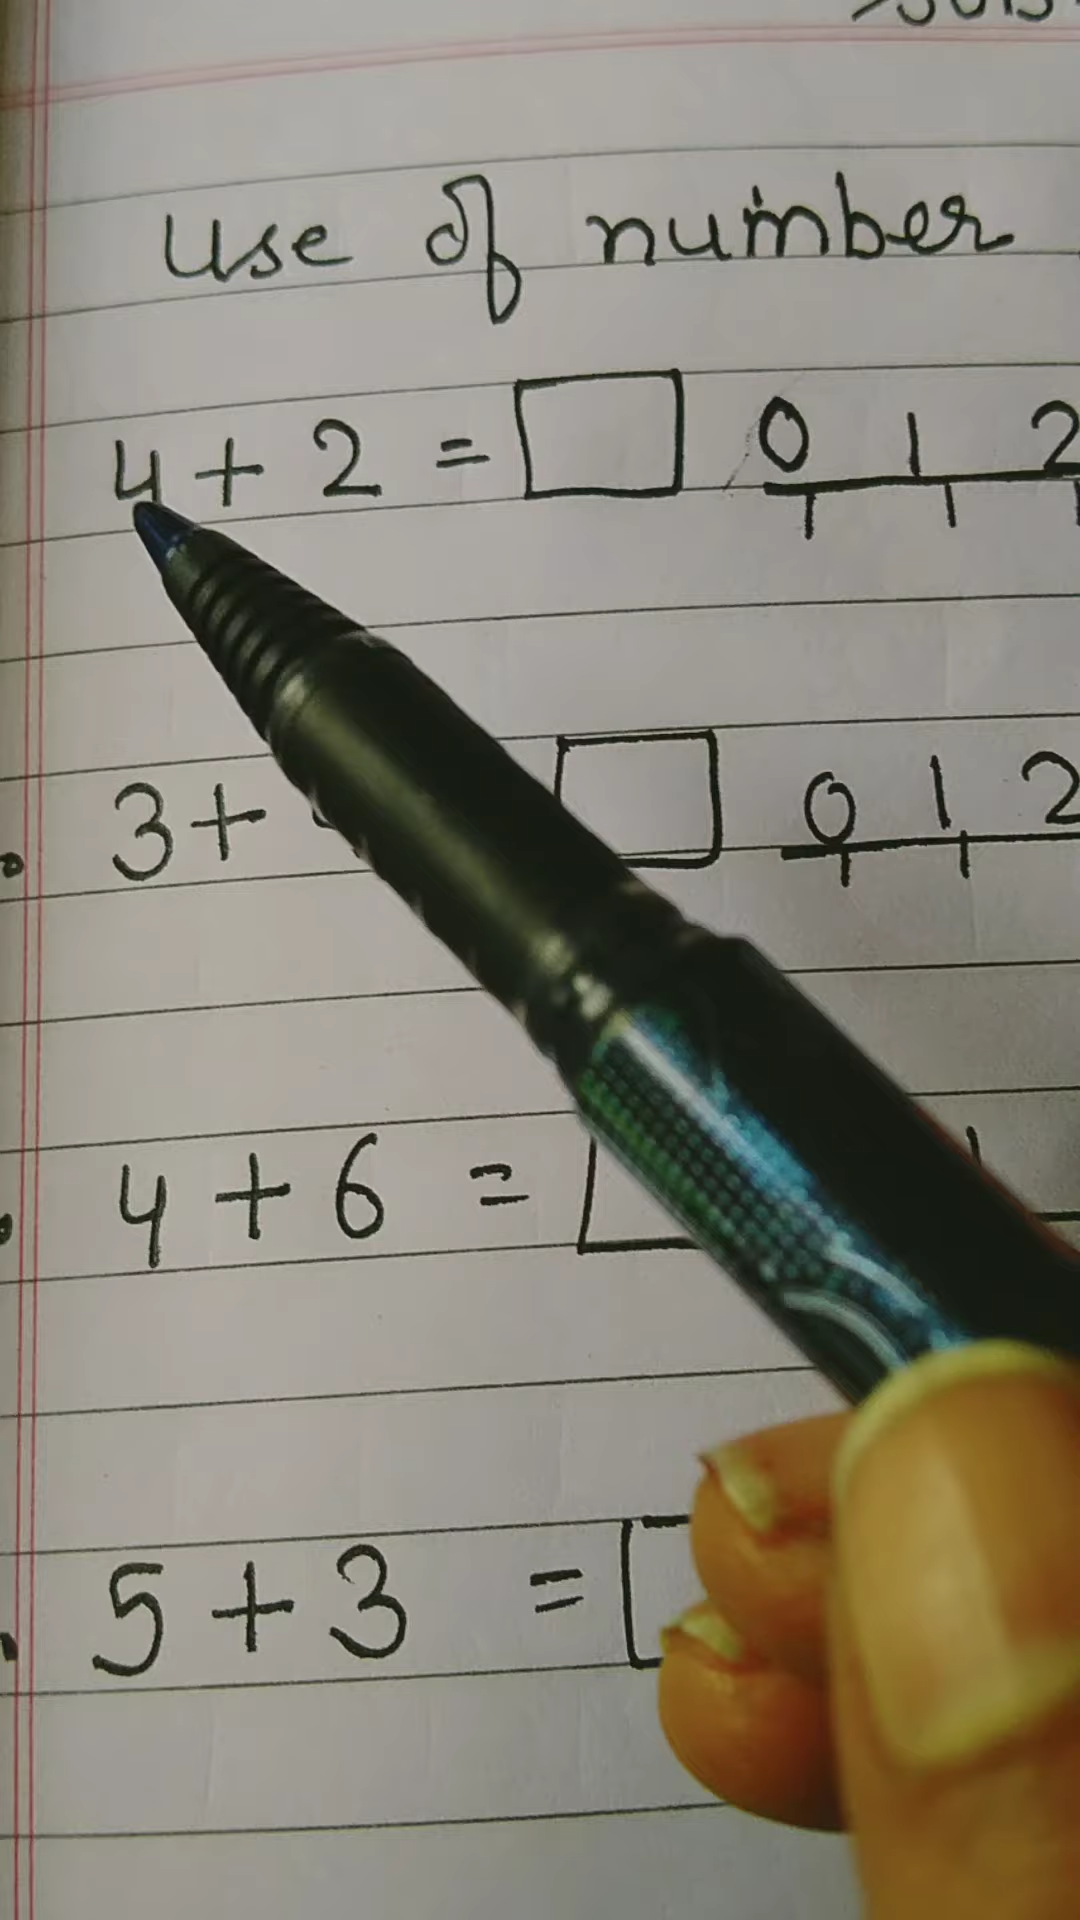 use of number
4 + 2 = 0 1 2
3 + 0 1 2
4 + 6 =
5 + 3 =